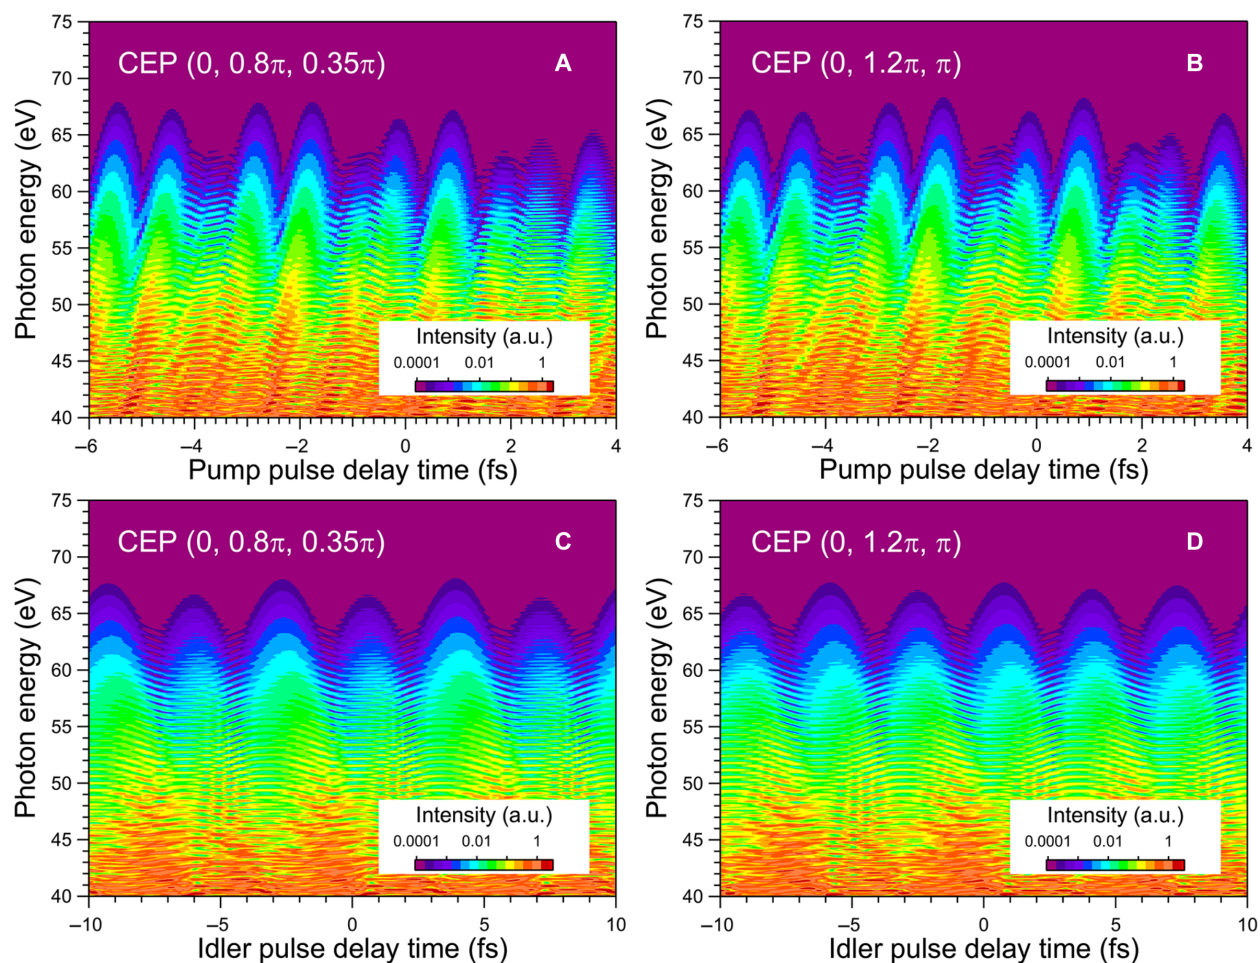 75
70
65
60
55
50
45
40
Photon energy (eV)
CEP (0, 0.8π, 0.35π)
A
Intensity (a.u.)
0.0001 0.01 1
−6 −4 −2 0 2 4
Pump pulse delay time (fs)
75
70
65
60
55
50
45
40
Photon energy (eV)
CEP (0, 1.2π, π)
B
Intensity (a.u.)
0.0001 0.01 1
−6 −4 −2 0 2 4
Pump pulse delay time (fs)
75
70
65
60
55
50
45
40
Photon energy (eV)
CEP (0, 0.8π, 0.35π)
C
Intensity (a.u.)
0.0001 0.01 1
−10 −5 0 5 10
Idler pulse delay time (fs)
75
70
65
60
55
50
45
40
Photon energy (eV)
CEP (0, 1.2π, π)
D
Intensity (a.u.)
0.0001 0.01 1
−10 −5 0 5 10
Idler pulse delay time (fs)